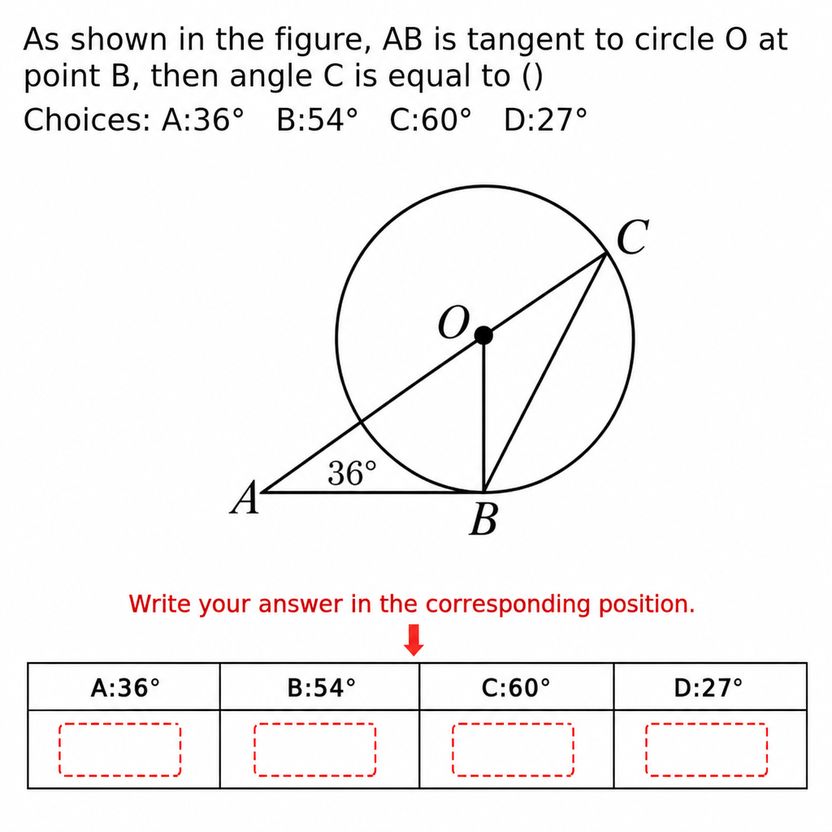 As shown in the figure, AB is tangent to circle O at
point B, then angle C is equal to ()
Choices: A:36° B:54° C:60° D:27°
C
O
36°
A
B
Write your answer in the corresponding position.
A:36° B:54° C:60° D:27°